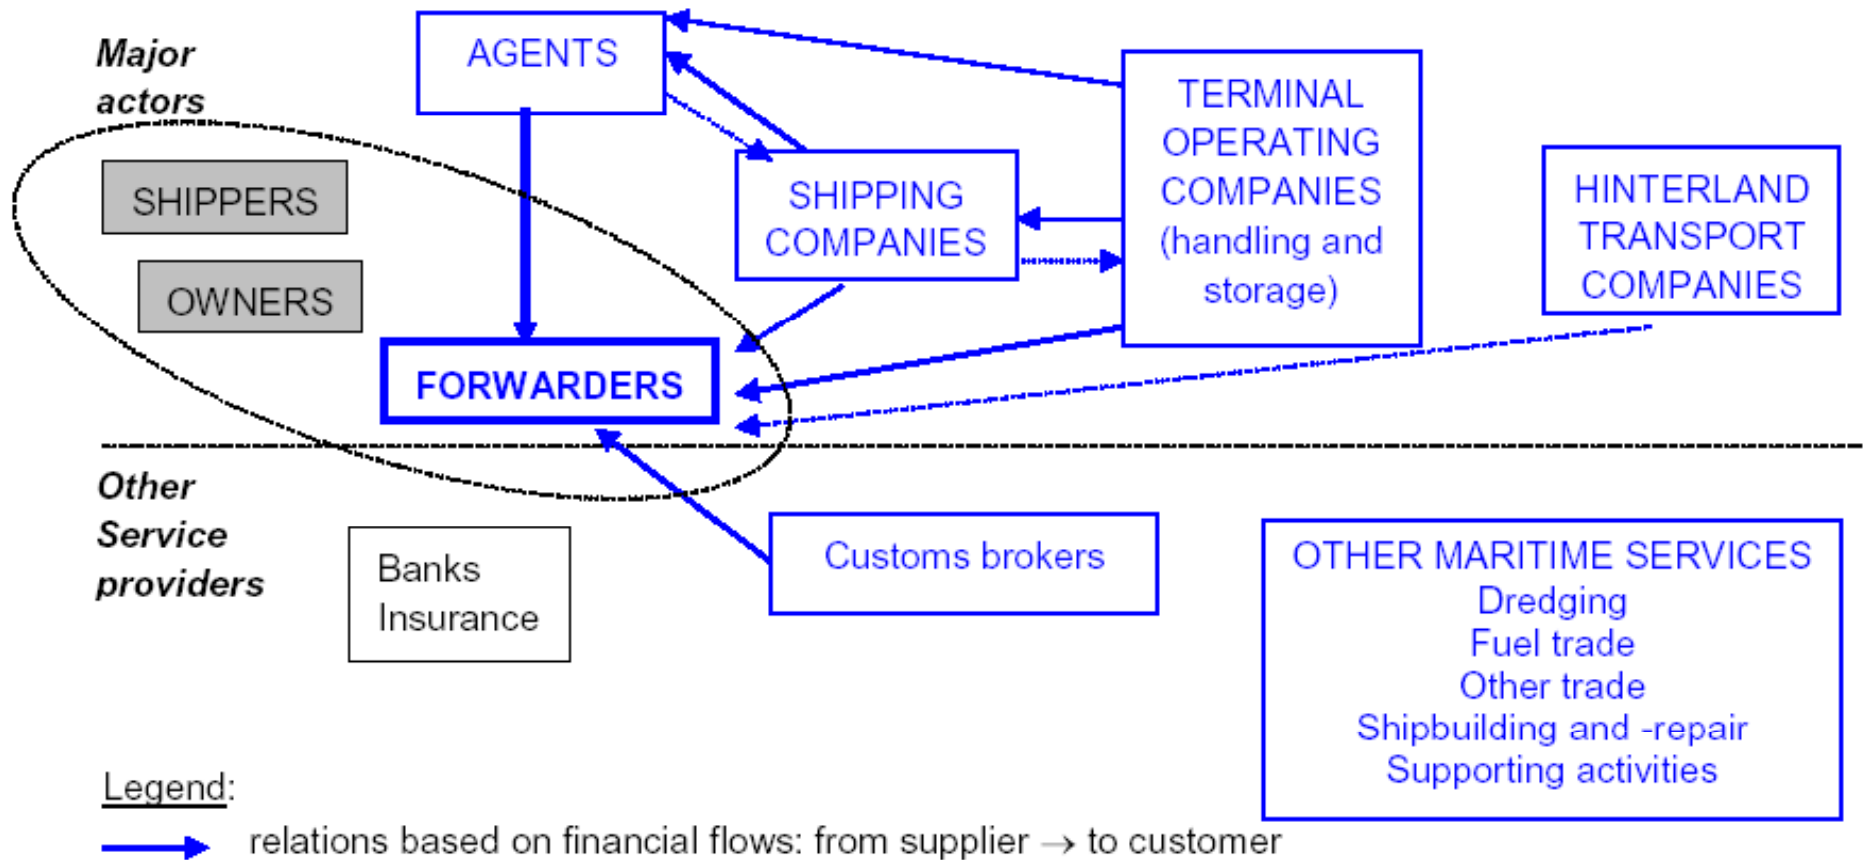 Major
actors
AGENTS
SHIPPERS
OWNERS
SHIPPING
COMPANIES
TERMINAL
OPERATING
COMPANIES
(handling and
storage)
HINTERLAND
TRANSPORT
COMPANIES
FORWARDERS
Other
Service
providers
Banks
Insurance
Customs brokers
OTHER MARITIME SERVICES
Dredging
Fuel trade
Other trade
Shipbuilding and -repair
Supporting activities
Legend:
relations based on financial flows: from supplier → to customer